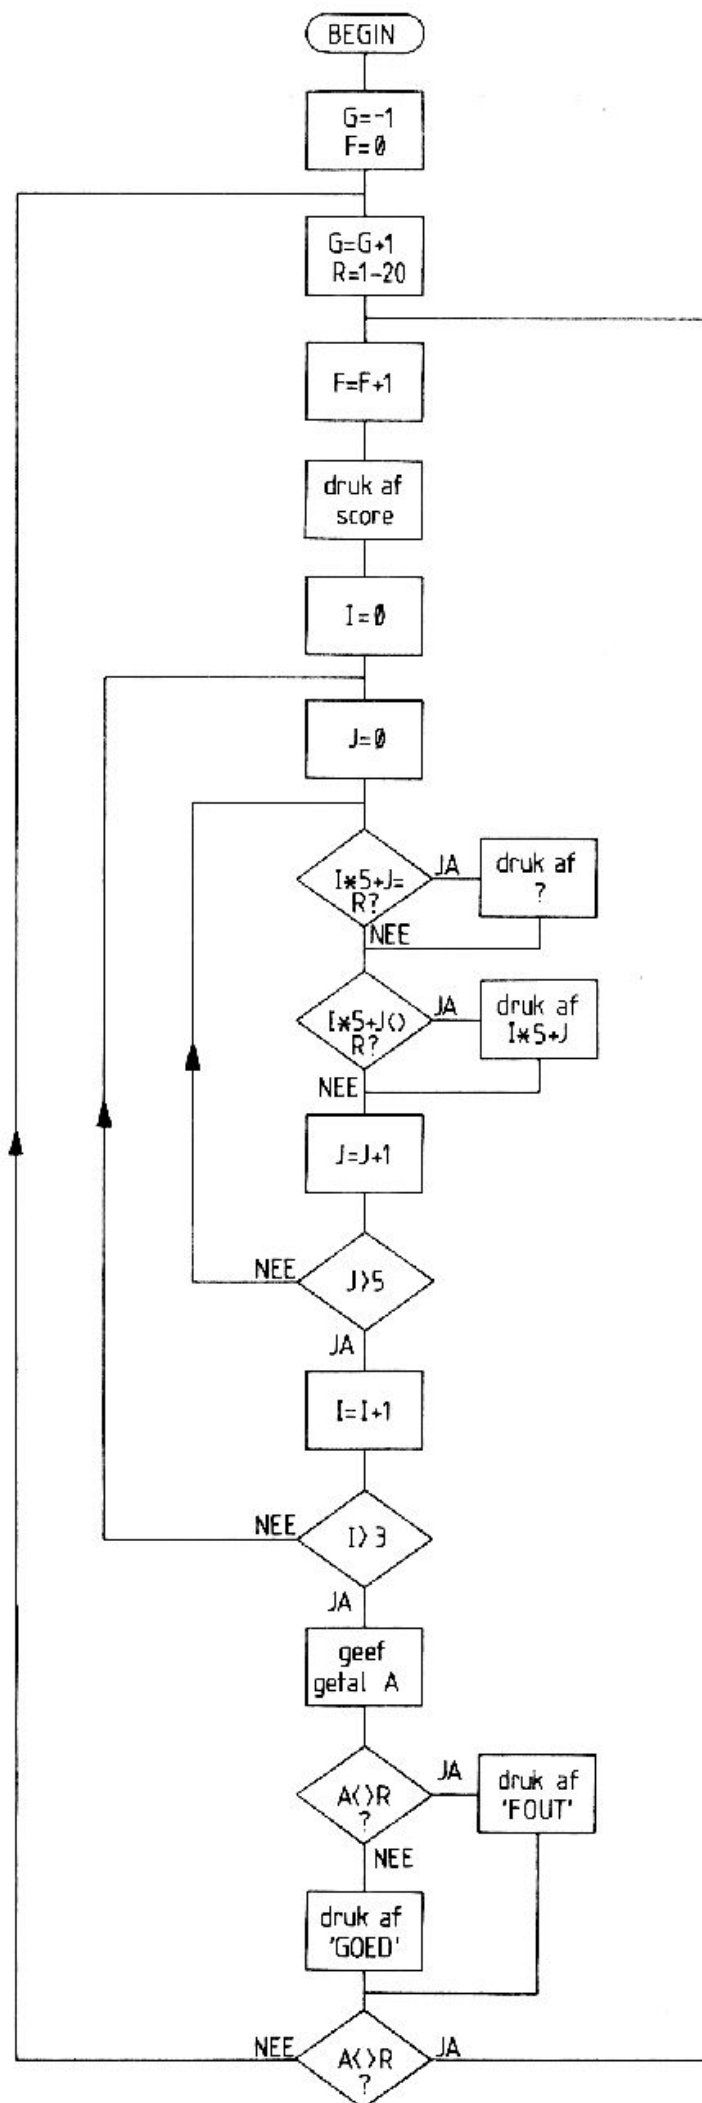 BEGIN
G=-1
F=0
G=G+1
R=1-20
F=F+1
druk af
score
I=0
J=0
I*5+J=
R?
JA
druk af
?
NEE
I*5+J<>
R?
JA
druk af
I*5+J
NEE
J=J+1
NEE
J>5
JA
I=I+1
NEE
I>3
JA
geef
getal A
A<>R
?
JA
druk af
'FOUT'
NEE
druk af
'GOED'
NEE
A<>R
?
JA